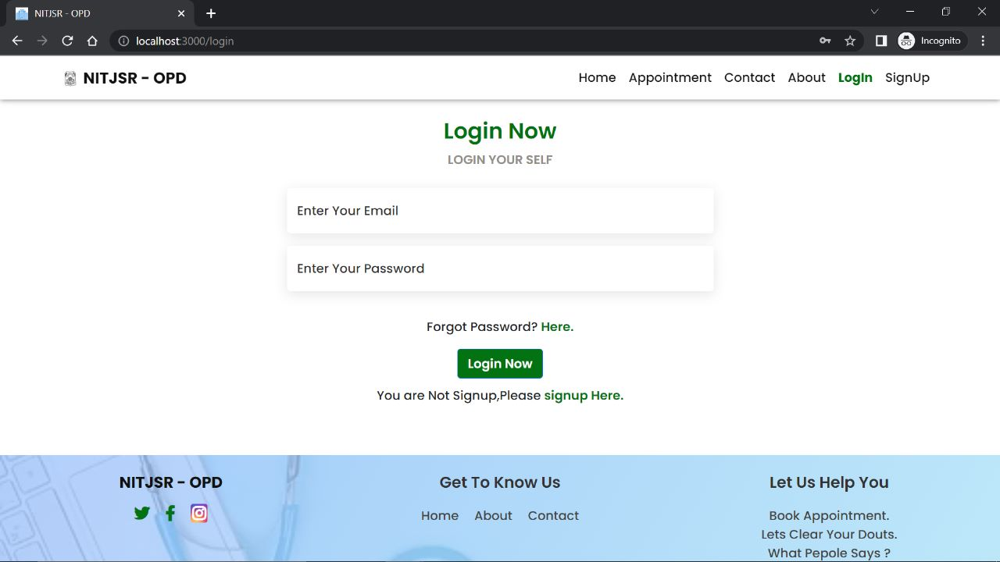 NITJSR - OPD
localhost:3000/login
Incognito
NITJSR - OPD
Home Appointment Contact About LogIn SignUp
Login Now
LOGIN YOUR SELF
Enter Your Email
Enter Your Password
Forgot Password? Here.
Login Now
You are Not Signup,Please signup Here.
NITJSR - OPD
Get To Know Us
Let Us Help You
Home About Contact
Book Appointment.
Lets Clear Your Douts.
What Pepole Says ?